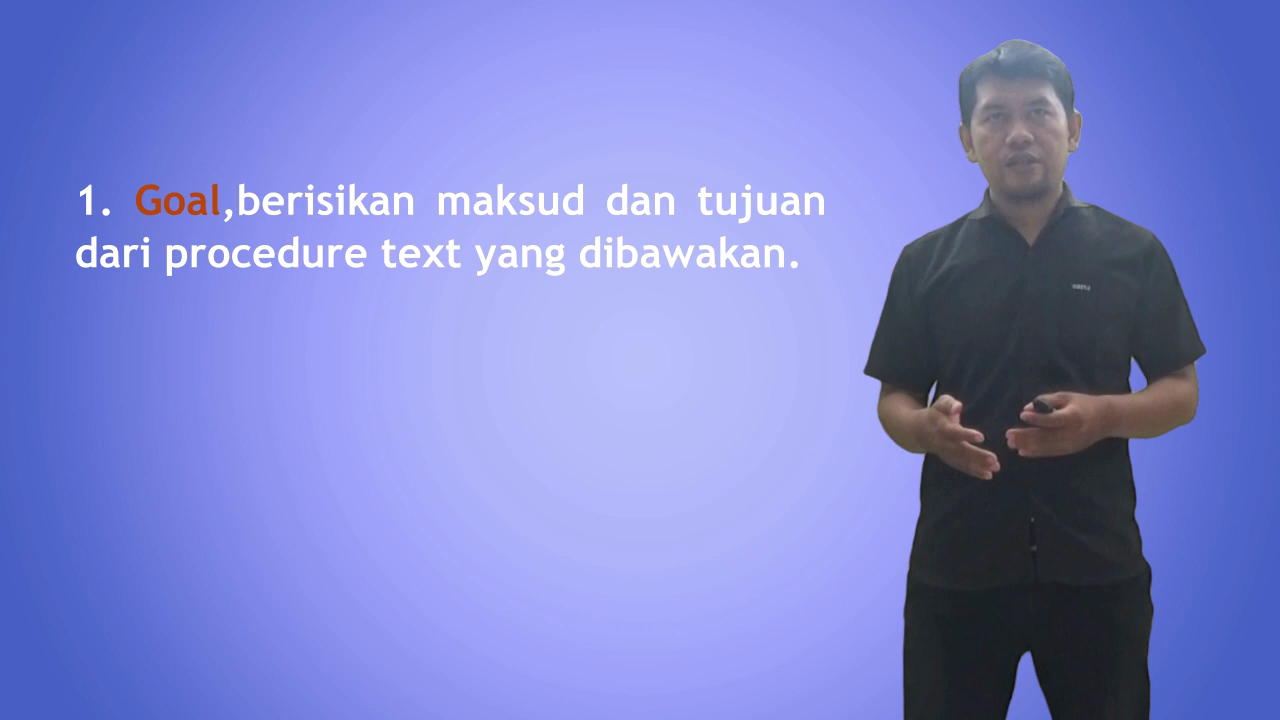 1. Goal,berisikan maksud dan tujuan
dari procedure text yang dibawakan.